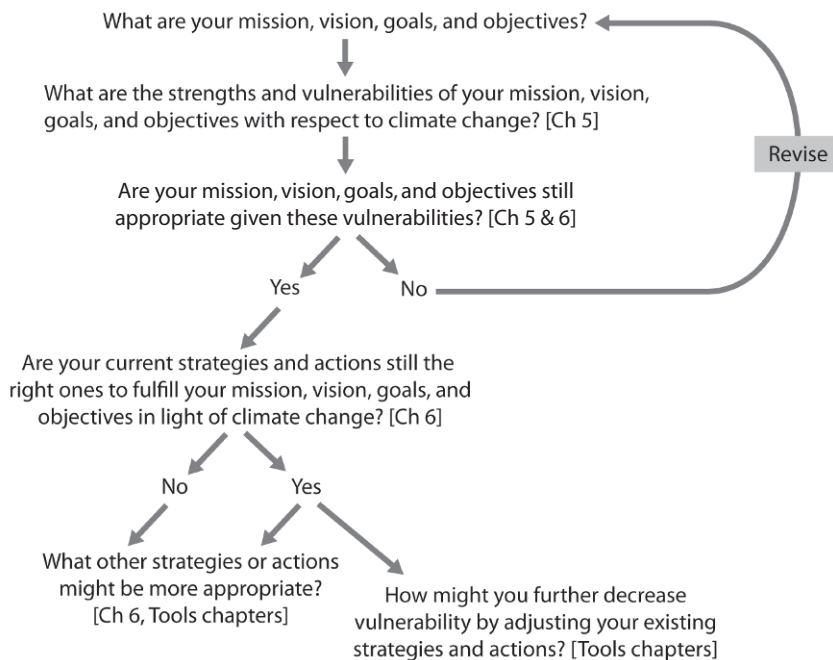 What are your mission, vision, goals, and objectives?
What are the strengths and vulnerabilities of your mission, vision,
goals, and objectives with respect to climate change? [Ch 5]
Revise
Are your mission, vision, goals, and objectives still
appropriate given these vulnerabilities? [Ch 5 & 6]
Yes
No
Are your current strategies and actions still the
right ones to fulfill your mission, vision, goals, and
objectives in light of climate change? [Ch 6]
No
Yes
What other strategies or actions
might be more appropriate?
[Ch 6, Tools chapters]
How might you further decrease
vulnerability by adjusting your existing
strategies and actions? [Tools chapters]